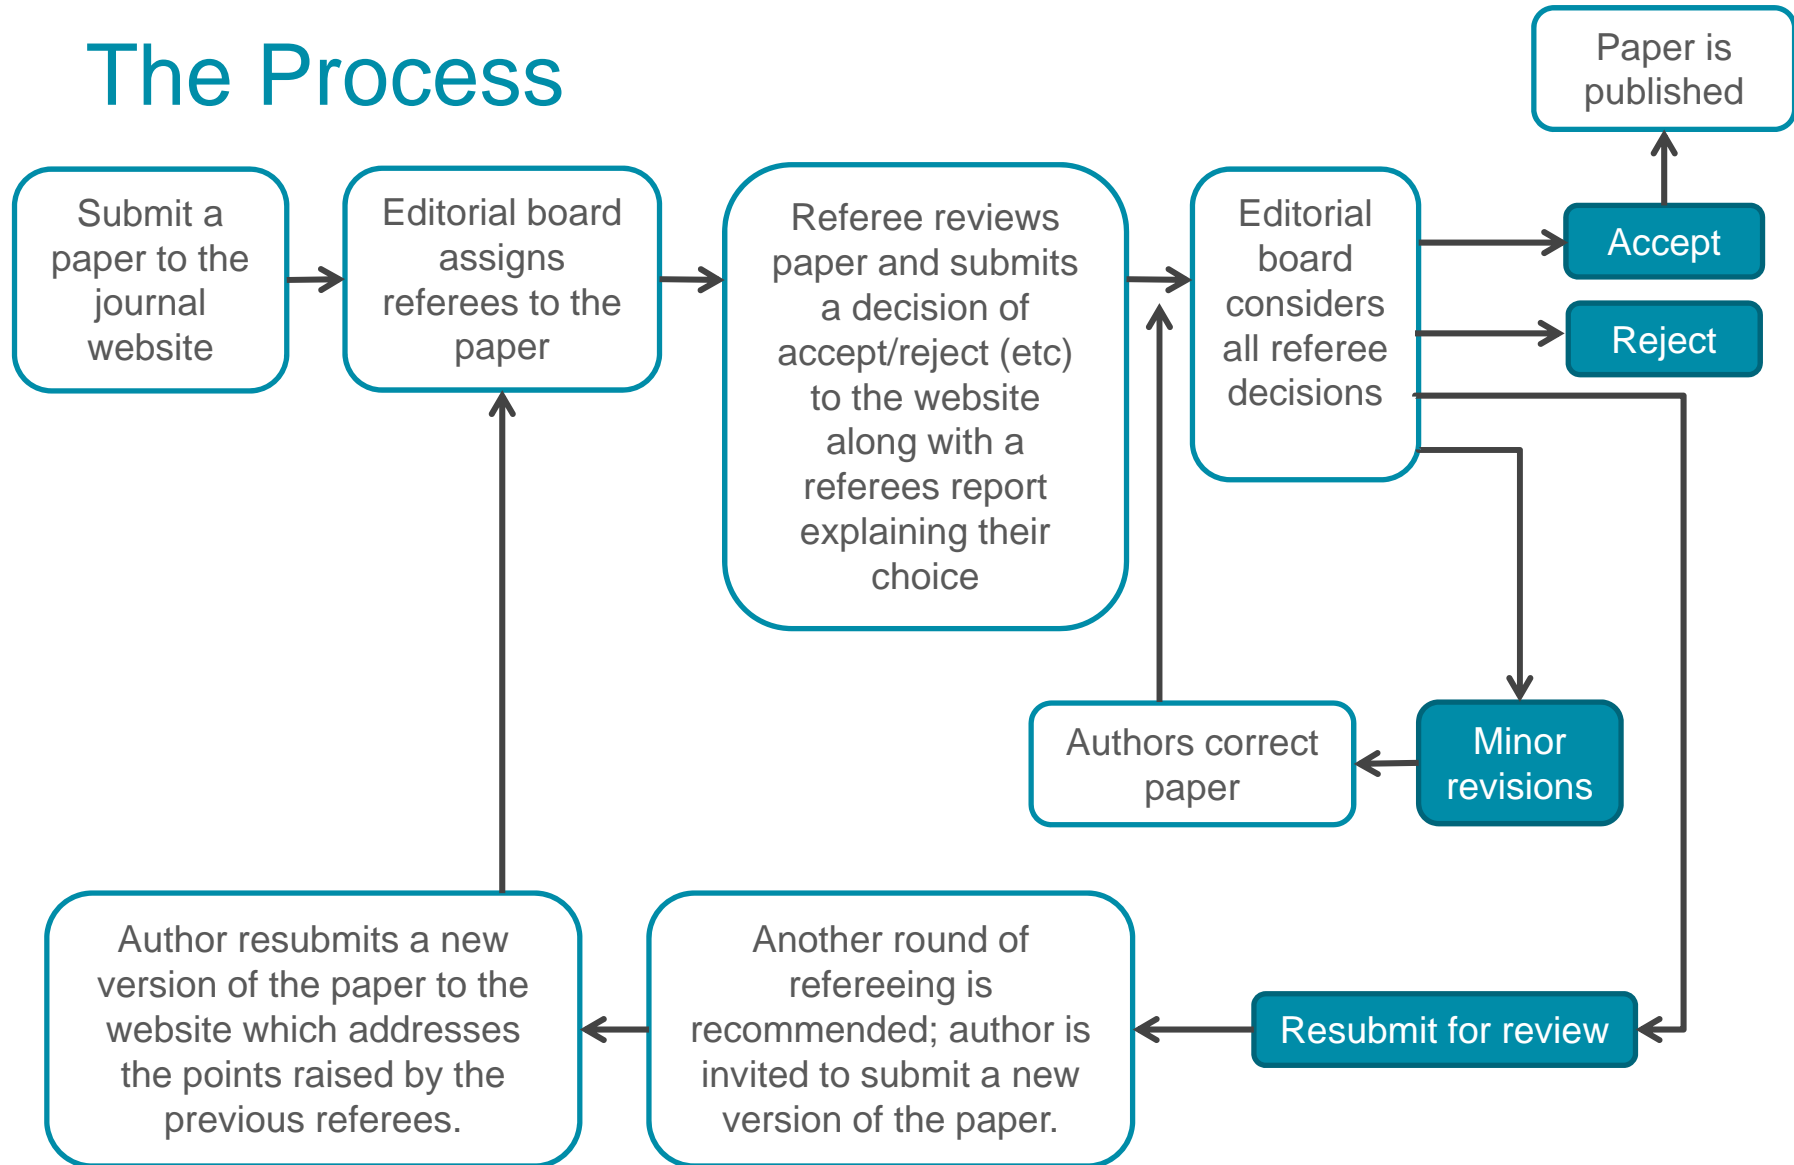 The Process
Paper is
published
Submit a
paper to the
journal
website
Editorial board
assigns
referees to the
paper
Referee reviews
paper and submits
a decision of
accept/reject (etc)
to the website
along with a
referees report
explaining their
choice
Editorial
board
considers
all referee
decisions
Accept
Reject
Authors correct
paper
Minor
revisions
Author resubmits a new
version of the paper to the
website which addresses
the points raised by the
previous referees.
Another round of
refereeing is
recommended; author is
invited to submit a new
version of the paper.
Resubmit for review